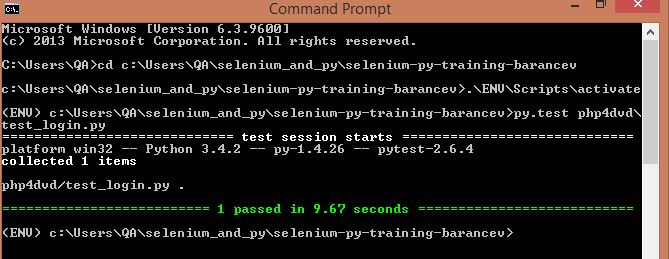 Command Prompt
Microsoft Windows [Version 6.3.9600]
(c) 2013 Microsoft Corporation. All rights reserved.
C:\Users\QA>cd c:\Users\QA\selenium_and_py\selenium-py-training-barancev
c:\Users\QA\selenium_and_py\selenium-py-training-barancev>.\ENV\Scripts\activate
(ENV) c:\Users\QA\selenium_and_py\selenium-py-training-barancev>py.test php4dvd\
test_login.py
============================= test session starts =============================
platform win32 -- Python 3.4.2 -- py-1.4.26 -- pytest-2.6.4
collected 1 items
php4dvd/test_login.py .
========================== 1 passed in 9.67 seconds ===========================
(ENV) c:\Users\QA\selenium_and_py\selenium-py-training-barancev>